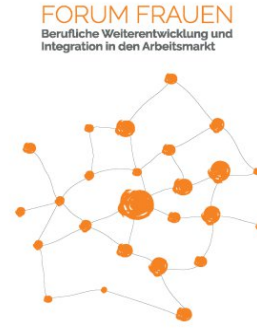 FORUM FRAUEN
Berufliche Weiterentwicklung und
Integration in den Arbeitsmarkt